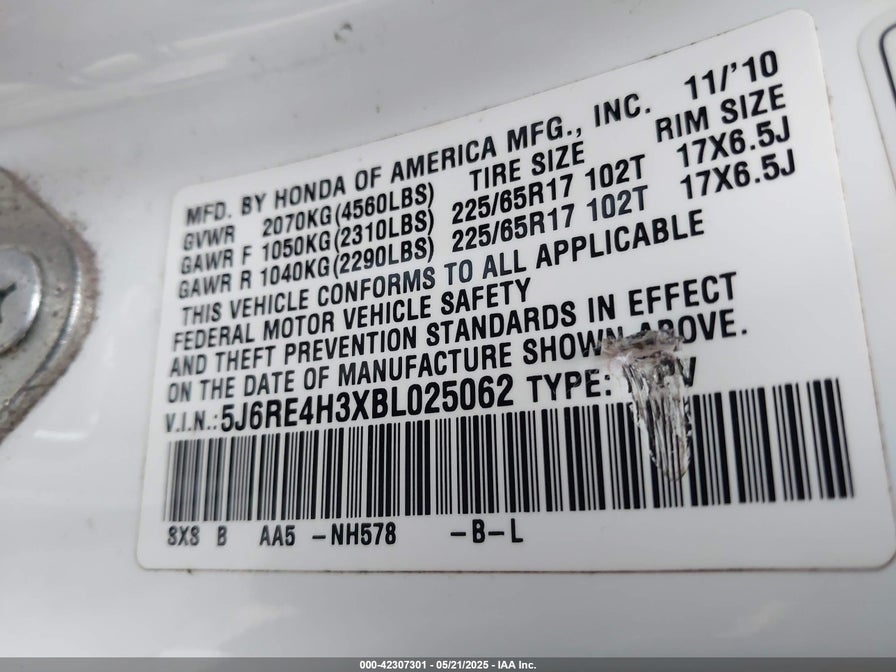 MFD. BY HONDA OF AMERICA MFG., INC. 11/'10
TIRE SIZE RIM SIZE
GVWR 2070KG(4560LBS)
GAWR F 1050KG(2310LBS) 225/65R17 102T 17X6.5J
GAWR R 1040KG(2290LBS) 225/65R17 102T 17X6.5J
THIS VEHICLE CONFORMS TO ALL APPLICABLE
FEDERAL MOTOR VEHICLE SAFETY
AND THEFT PREVENTION STANDARDS IN EFFECT
ON THE DATE OF MANUFACTURE SHOWN ABOVE.
V.I.N.: 5J6RE4H3XBL025062 TYPE:
SXS B AA5 -NH578 -B-L
000-42307301 - 05/21/2025 - IAA Inc.